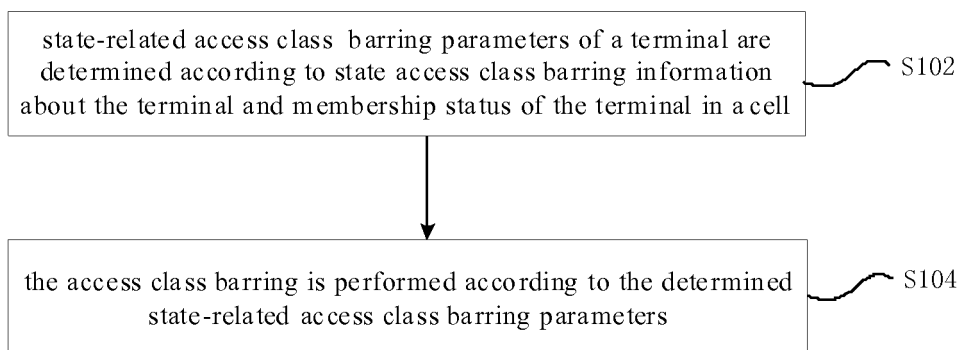 state-related access class barring parameters of a terminal are
determined according to state access class barring information
about the terminal and membership status of the terminal in a cell
S102
the access class barring is performed according to the determined
state-related access class barring parameters
S104